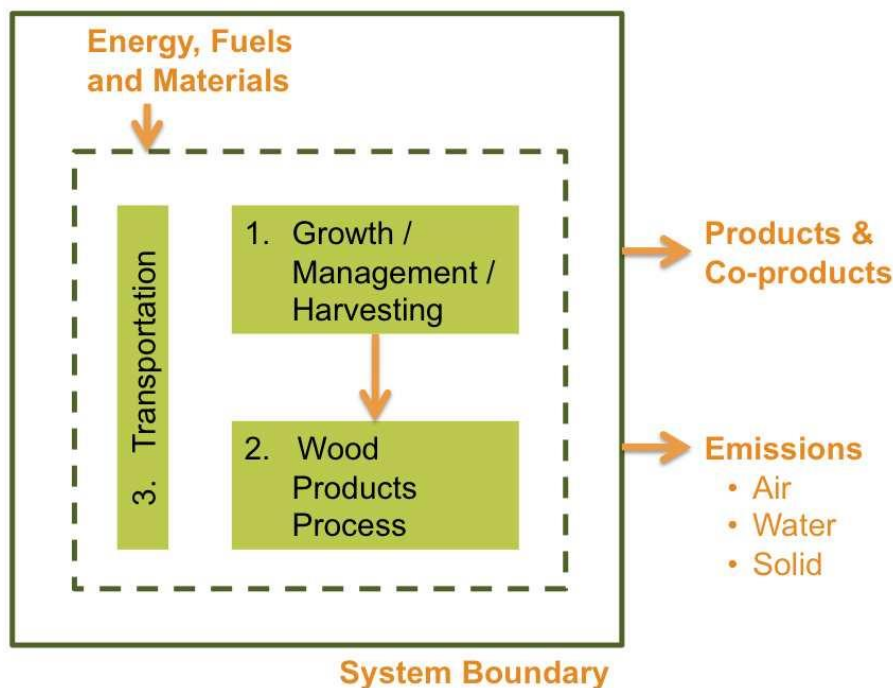 Energy, Fuels
and Materials
3. Transportation
1. Growth /
Management /
Harvesting
2. Wood
Products
Process
Products &
Co-products
Emissions
• Air
• Water
• Solid
System Boundary